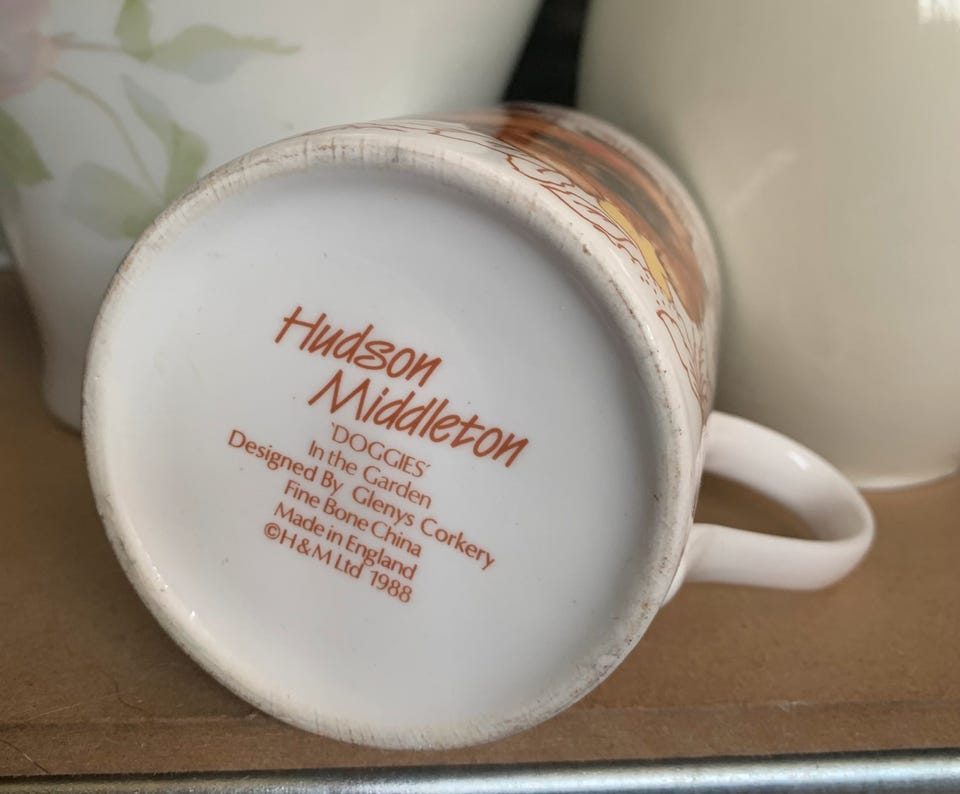 Hudson
Middleton
'DOGGIES'
In the Garden
Designed By Glenys Corkery
Fine Bone China
Made in England
©H&M Ltd 1988